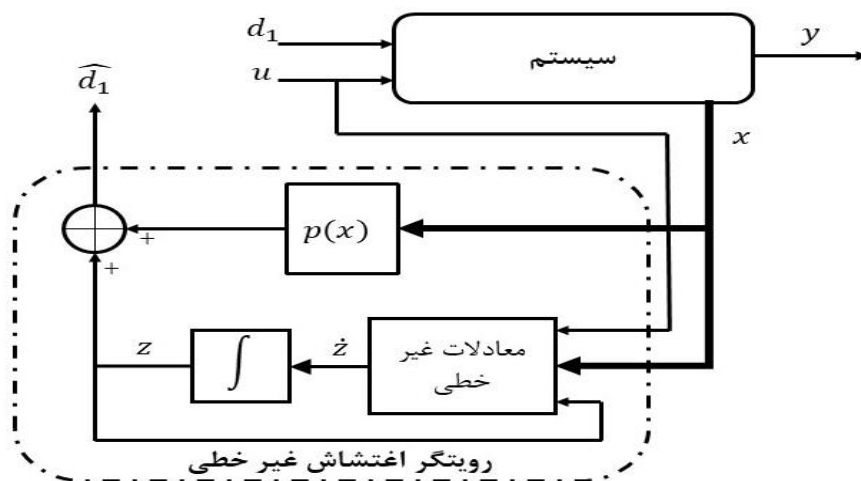 d₁
سیستم
y
u
d̂₁
x
p(x)
+
+
معادلات غیر
خطی
ż
∫
z
رویتگر اغتشاش غیر خطی